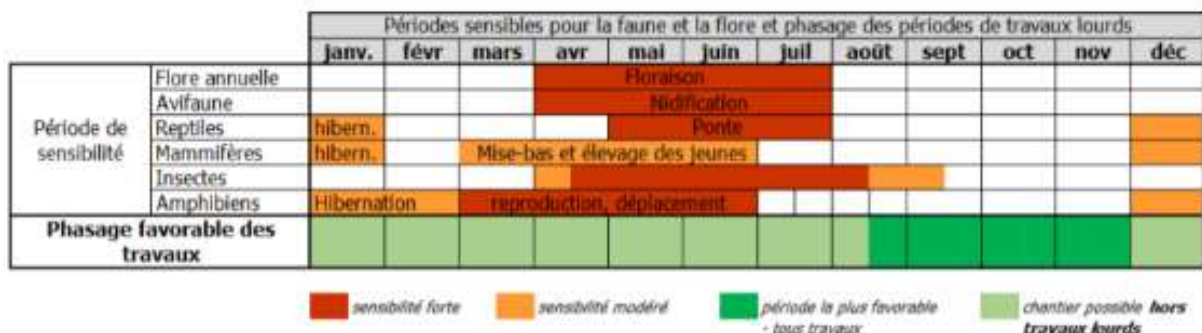 Périodes sensibles pour la faune et la flore et phasage des périodes de travaux lourds
janv. févr mars avr mai juin juil août sept oct nov déc
Période de sensibilité
Flore annuelle Floraison
Avifaune Nidification
Reptiles hibern. Ponte
Mammifères hibern. Mise-bas et élevage des jeunes
Insectes
Amphibiens Hibernation reproduction, déplacement
Phasage favorable des
travaux
sensibilité forte
sensibilité modéré
période la plus favorable
- tous travaux
chantier possible hors
travaux lourds